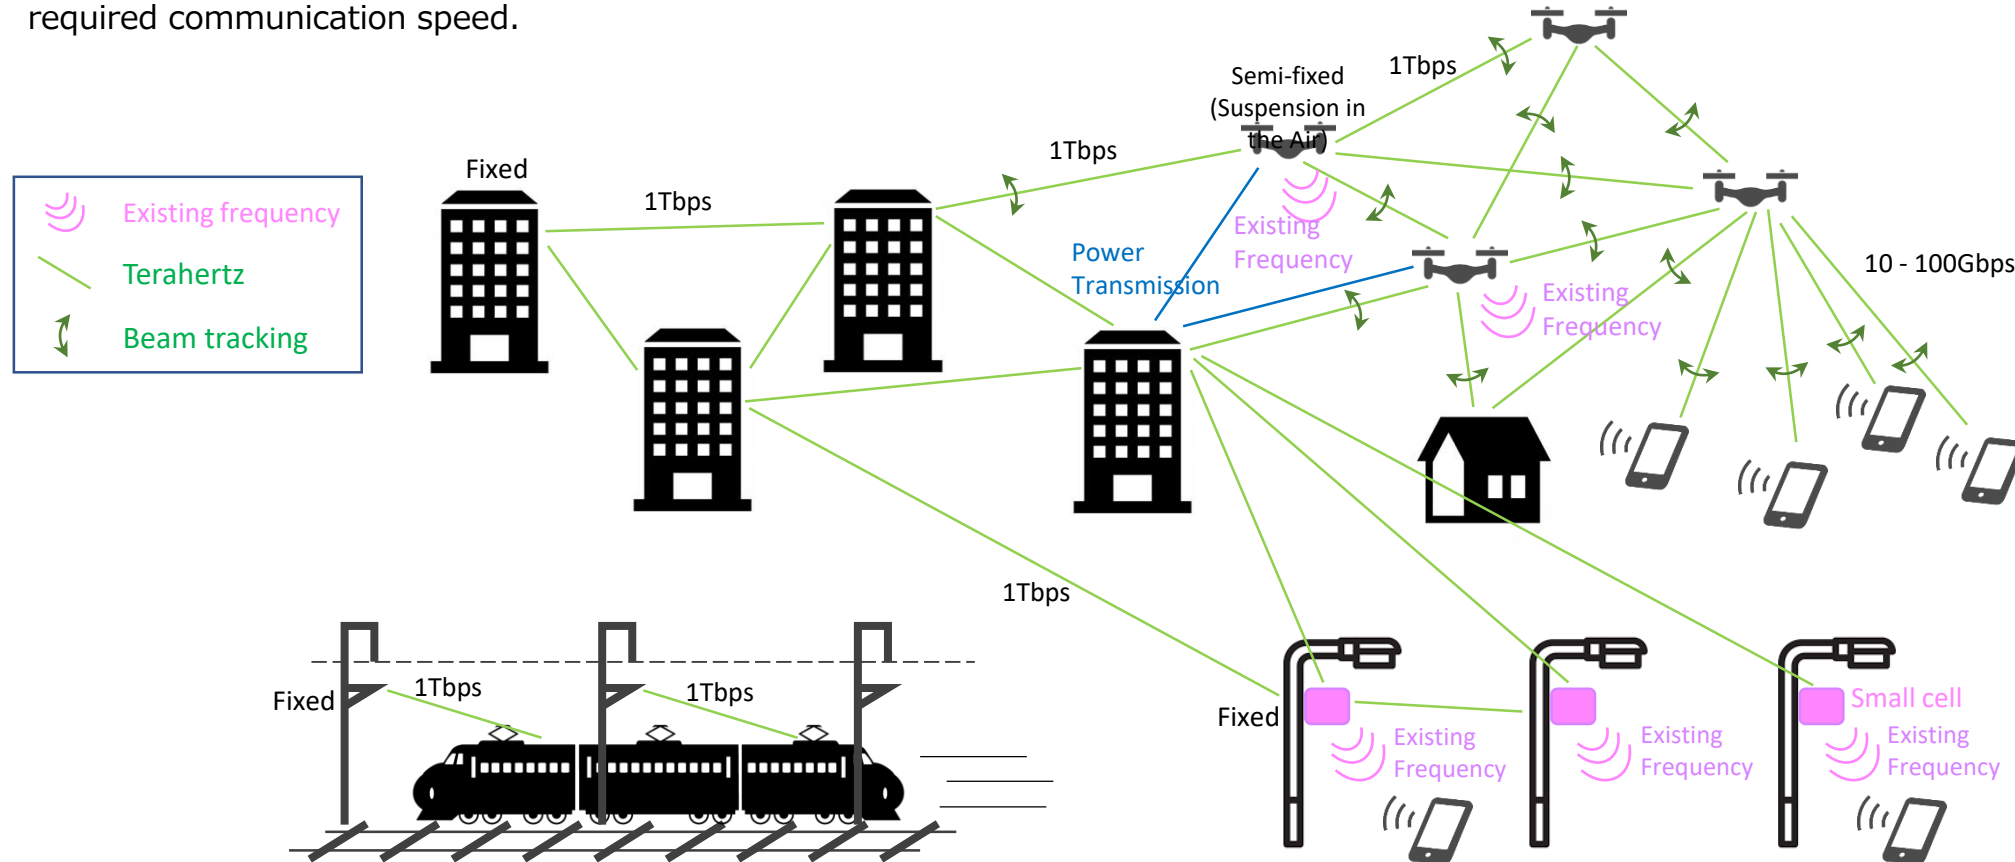 required communication speed.
1Tbps
Semi-fixed
(Suspension in
the Air)
1Tbps
Fixed
1Tbps
Existing frequency
Terahertz
Beam tracking
Existing
Frequency
Power
Transmission
10 - 100Gbps
Existing
Frequency
1Tbps
Fixed
1Tbps
1Tbps
Fixed
Small cell
Existing
Frequency
Existing
Frequency
Existing
Frequency